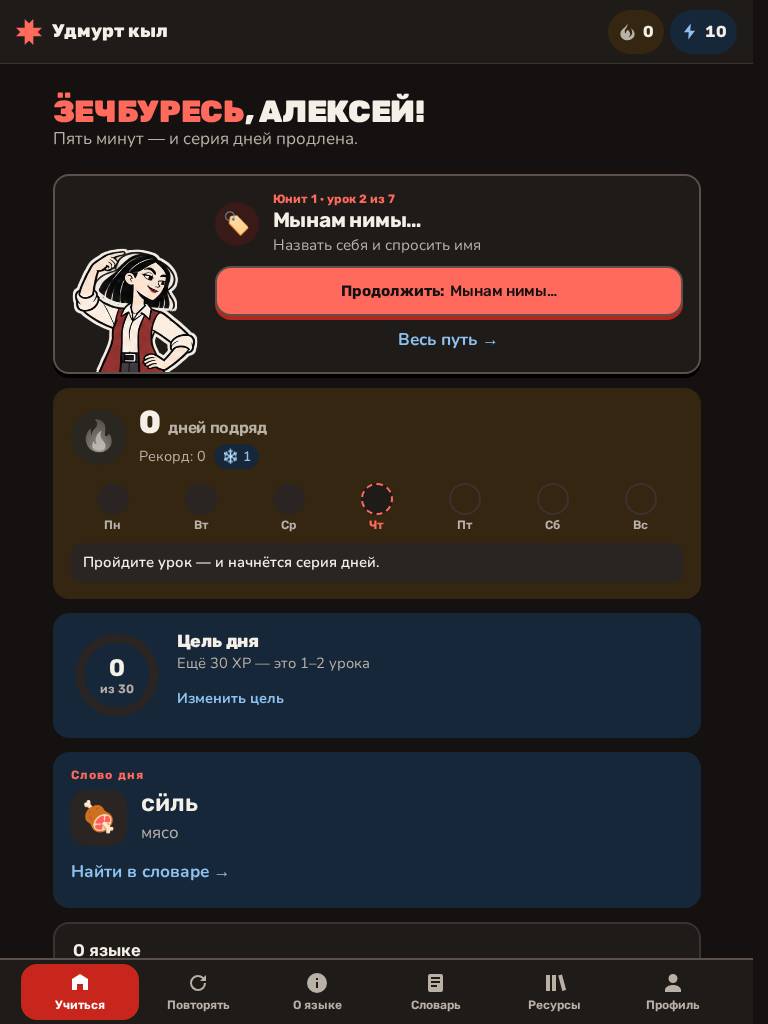 Удмурт кыл
0
10
ӞЕЧБУРЕСЬ, АЛЕКСЕЙ!
Пять минут — и серия дней продлена.
Юнит 1 · урок 2 из 7
Мынам нимы...
Назвать себя и спросить имя
Продолжить: Мынам нимы...
Весь путь →
0 дней подряд
Рекорд: 0 1
Пн Вт Ср Чт Пт Сб Вс
Пройдите урок — и начнётся серия дней.
0
из 30
Цель дня
Ещё 30 XP — это 1–2 урока
Изменить цель
Слово дня
сӥль
мясо
Найти в словаре →
О языке
Учиться Повторять О языке Словарь Ресурсы Профиль